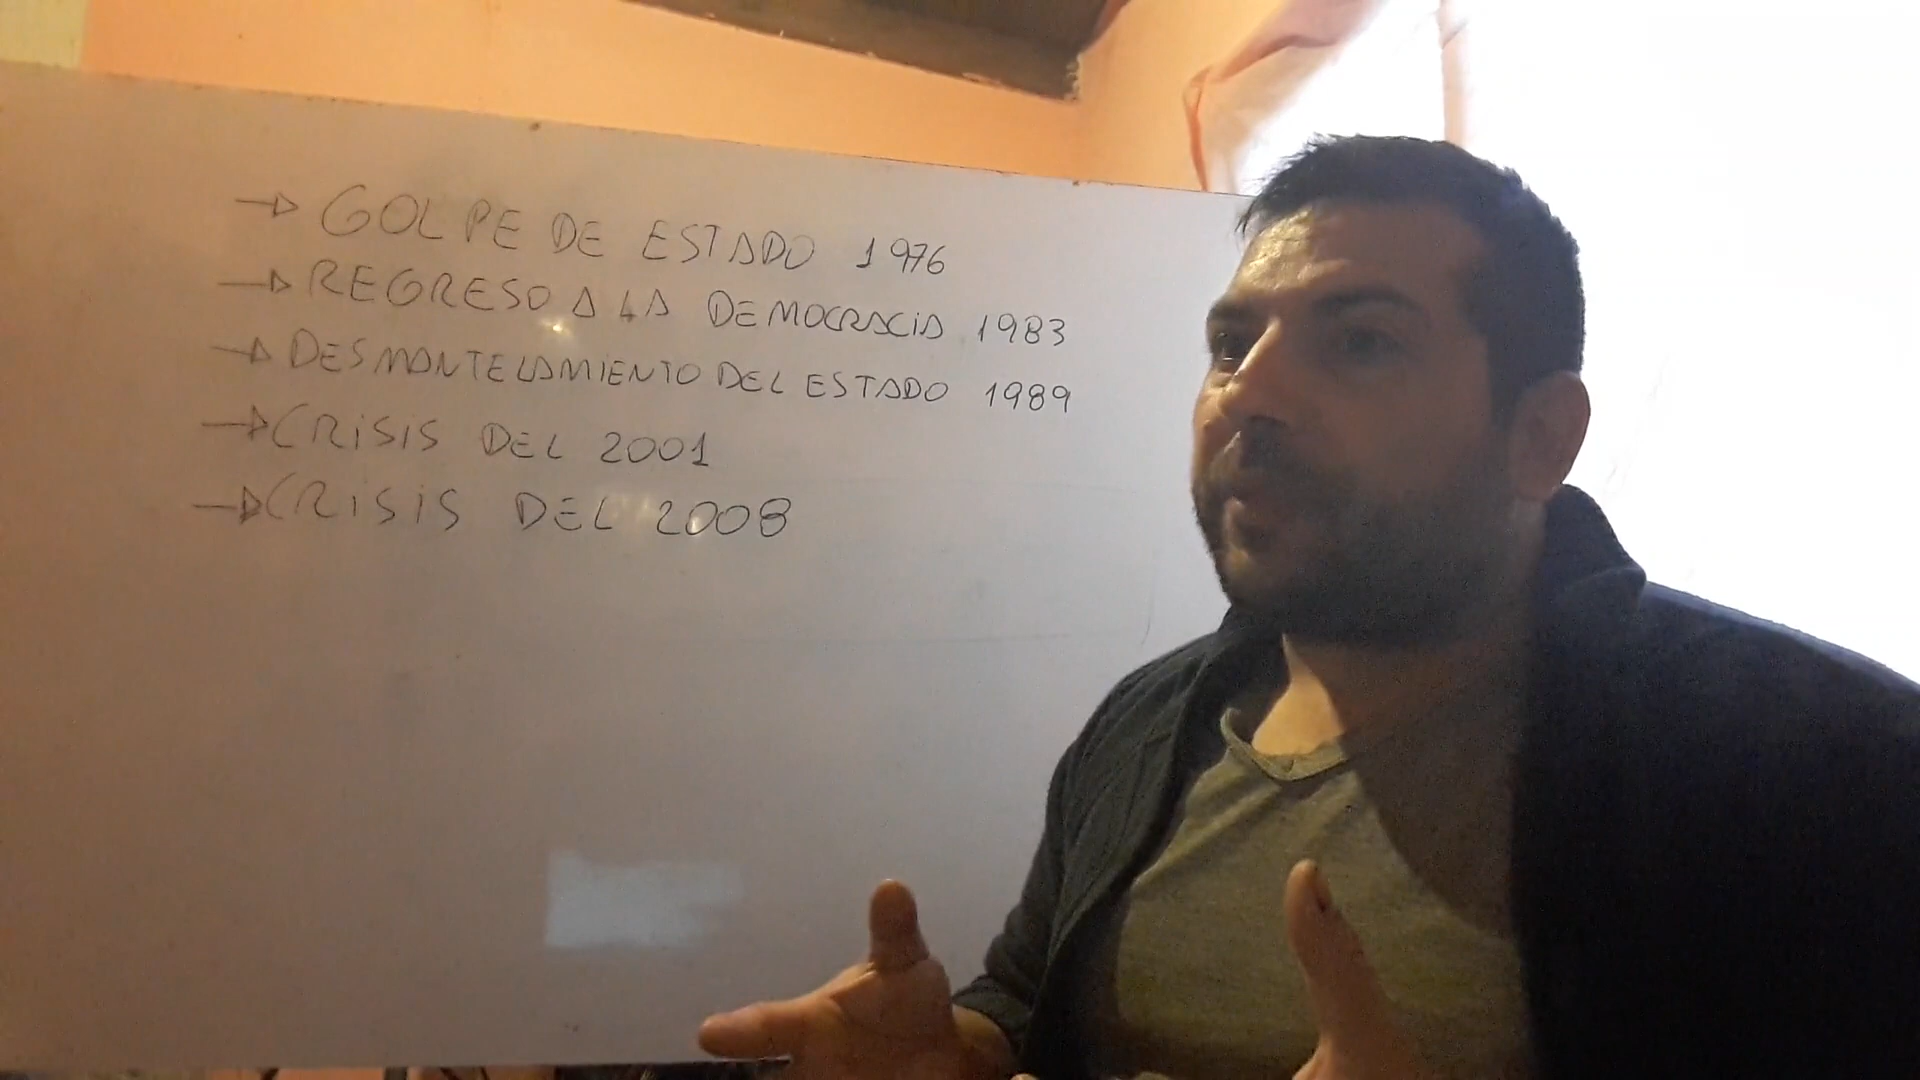 → GOLPE DE ESTADO 1976
→ REGRESO A LA DEMOCRACIA 1983
→ DESMANTELAMIENTO DEL ESTADO 1989
→ CRISIS DEL 2001
→ CRISIS DEL 2008